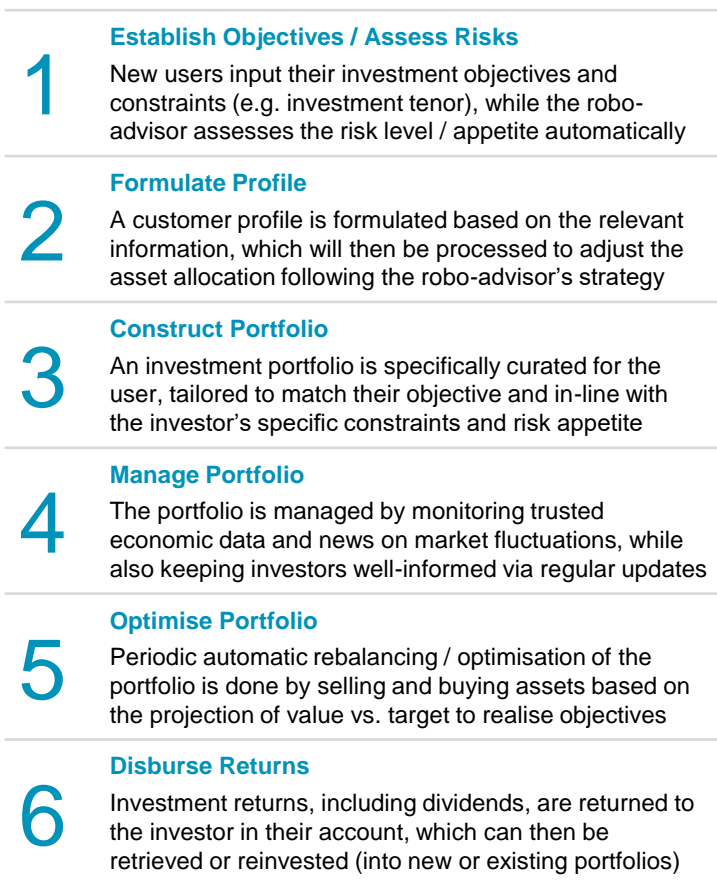 1
Establish Objectives / Assess Risks
New users input their investment objectives and
constraints (e.g. investment tenor), while the robo-
advisor assesses the risk level / appetite automatically
2
Formulate Profile
A customer profile is formulated based on the relevant
information, which will then be processed to adjust the
asset allocation following the robo-advisor’s strategy
3
Construct Portfolio
An investment portfolio is specifically curated for the
user, tailored to match their objective and in-line with
the investor’s specific constraints and risk appetite
4
Manage Portfolio
The portfolio is managed by monitoring trusted
economic data and news on market fluctuations, while
also keeping investors well-informed via regular updates
5
Optimise Portfolio
Periodic automatic rebalancing / optimisation of the
portfolio is done by selling and buying assets based on
the projection of value vs. target to realise objectives
6
Disburse Returns
Investment returns, including dividends, are returned to
the investor in their account, which can then be
retrieved or reinvested (into new or existing portfolios)